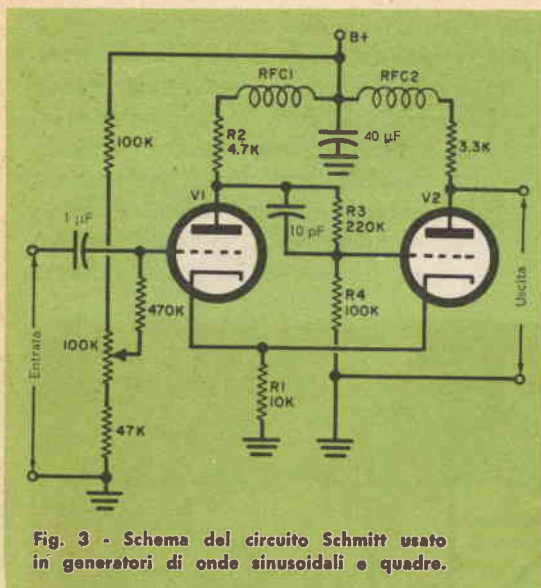 B+
RFC1
RFC2
100K
R2
4.7K
40 µF
3.3K
V1
V2
1 µF
10 pF
R3
220K
470K
R4
100K
Entrata
100K
Uscita
R1
10K
47K
Fig. 3 - Schema del circuito Schmitt usato
in generatori di onde sinusoidali e quadre.